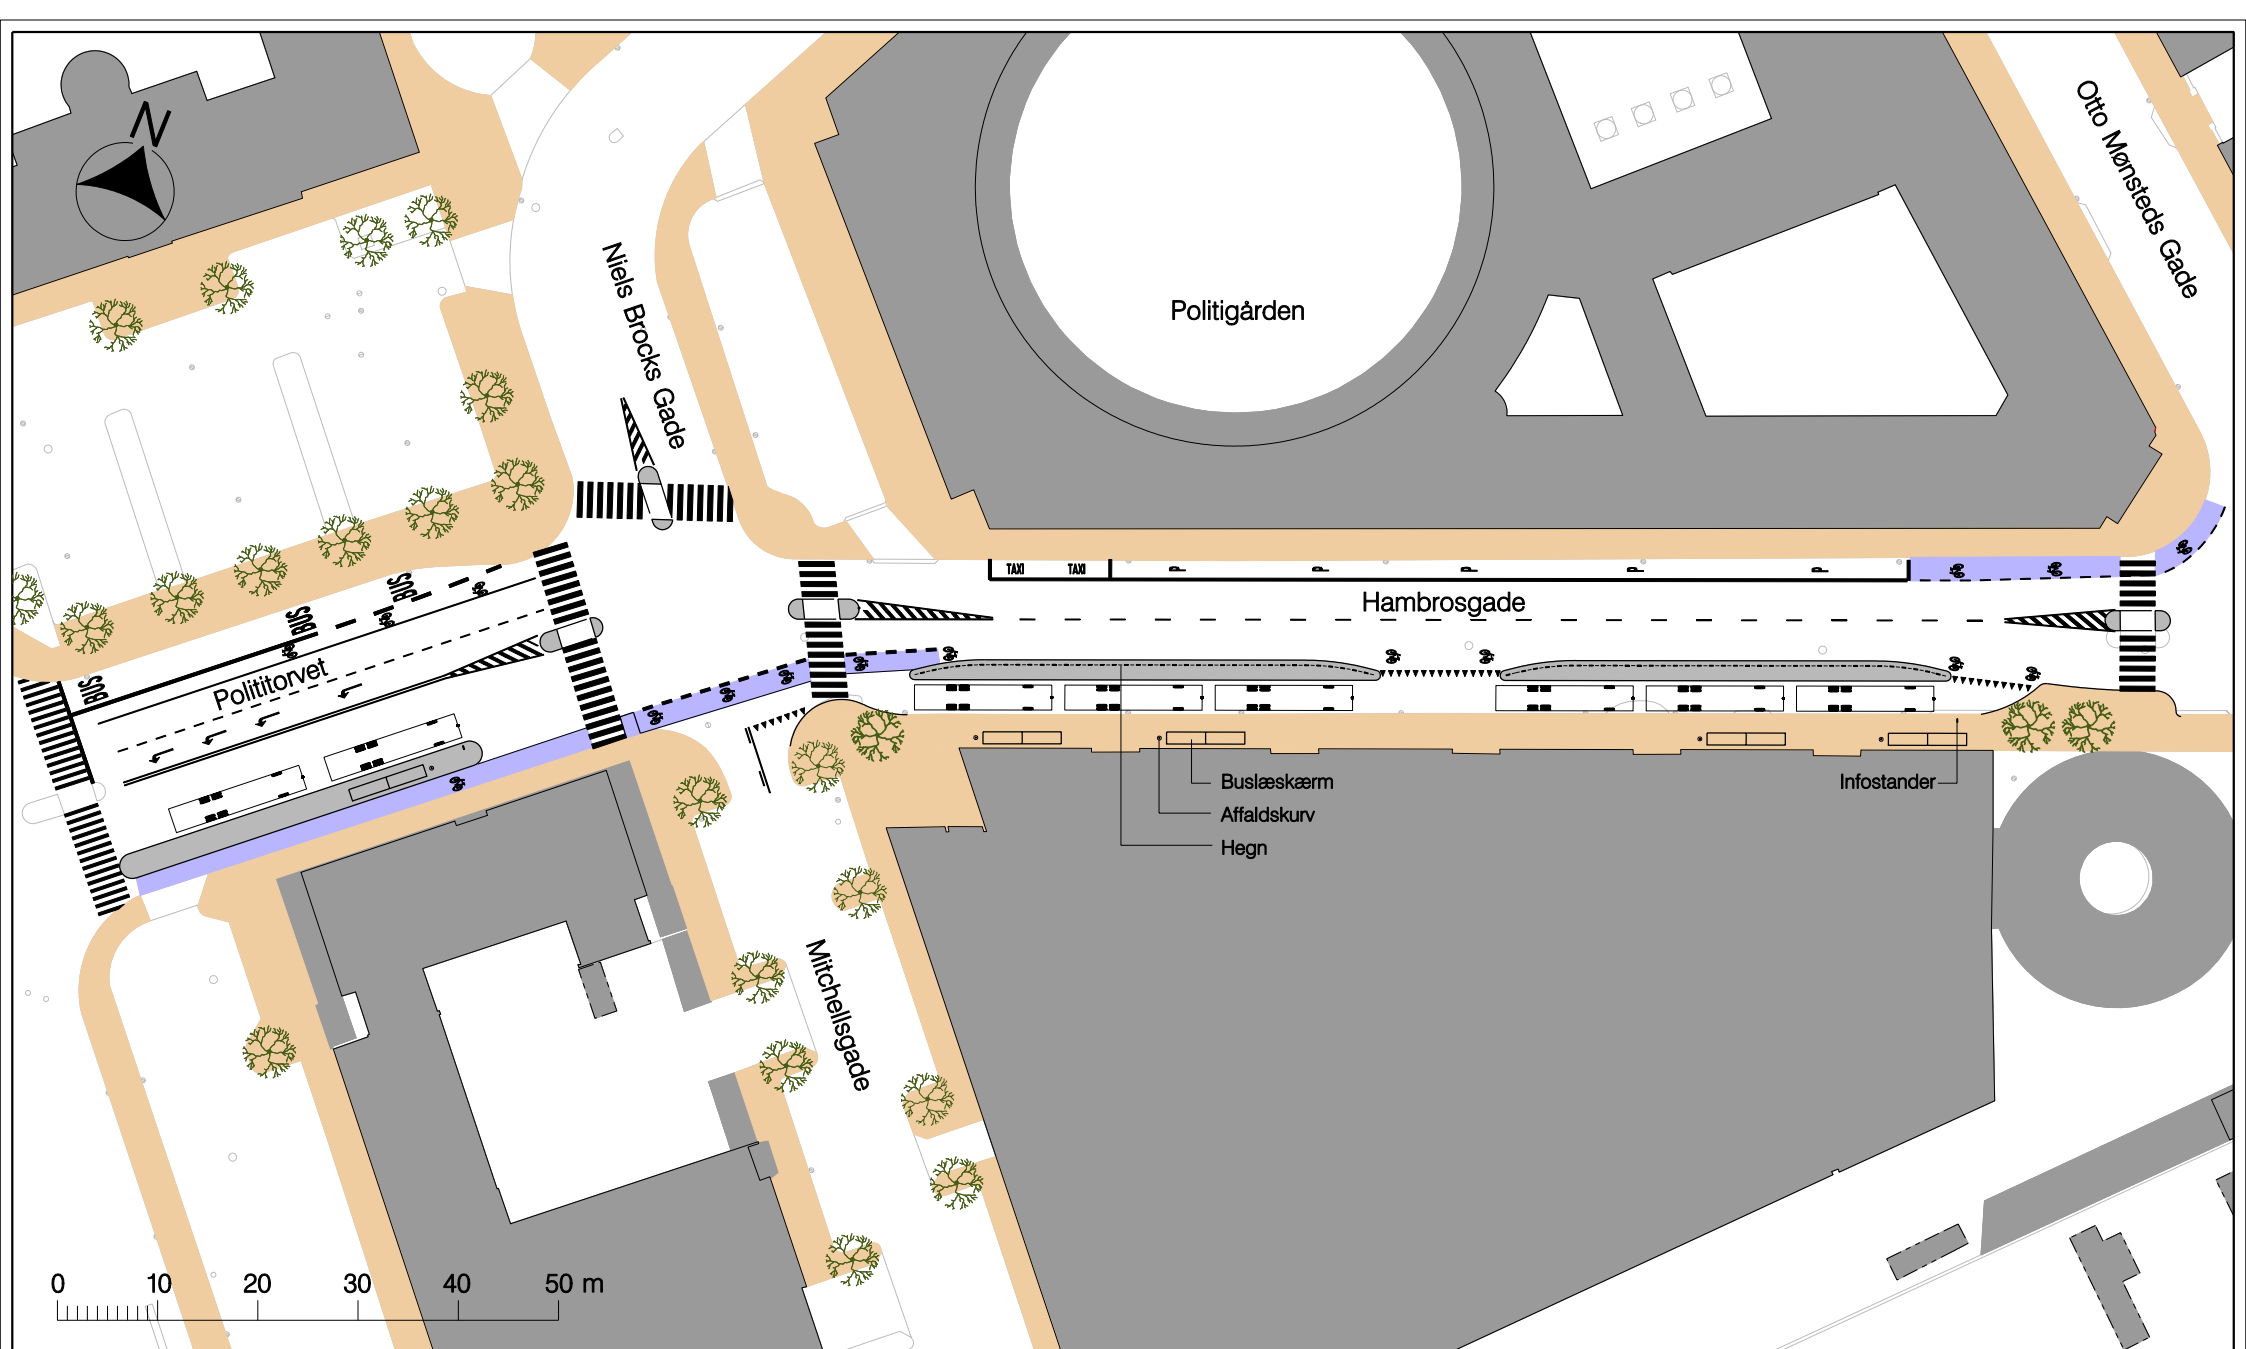 N
Otto Mønsteds Gade
Niels Brocks Gade
Politigården
TAXI TAXI P P P P P
BUS
BUS
BUS
Hambrosgade
Polititorvet
Buslæskærm
Affaldskurv
Hegn
Infostander
Mitchellsgade
0 10 20 30 40 50 m